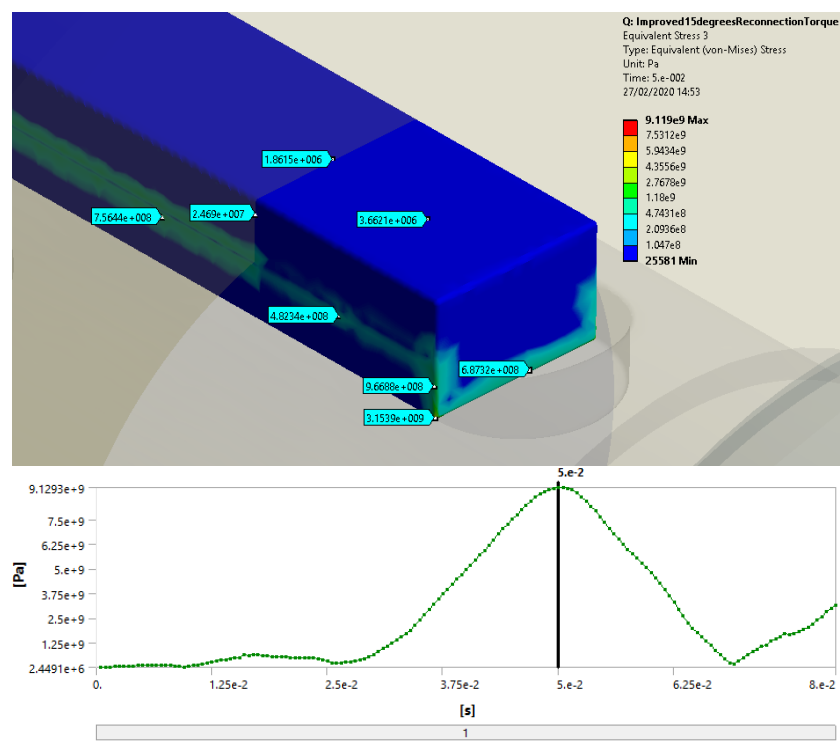 Q: Improved15degreesReconnectionTorque
Equivalent Stress 3
Type: Equivalent (von-Mises) Stress
Unit: Pa
Time: 5.e-002
27/02/2020 14:53
9.119e9 Max
7.5312e9
5.9434e9
4.3556e9
2.7678e9
1.18e9
4.7431e8
2.0936e8
1.047e8
25581 Min
1.8615e+006
7.5644e+008
2.469e+007
3.6621e+006
4.8234e+008
6.8732e+008
9.6688e+008
3.1539e+009
5.e-2
9.1293e+9
7.5e+9
6.25e+9
5.e+9
3.75e+9
2.5e+9
1.25e+9
2.4491e+6
[Pa]
0.
1.25e-2
2.5e-2
3.75e-2
5.e-2
6.25e-2
8.e-2
[s]
1